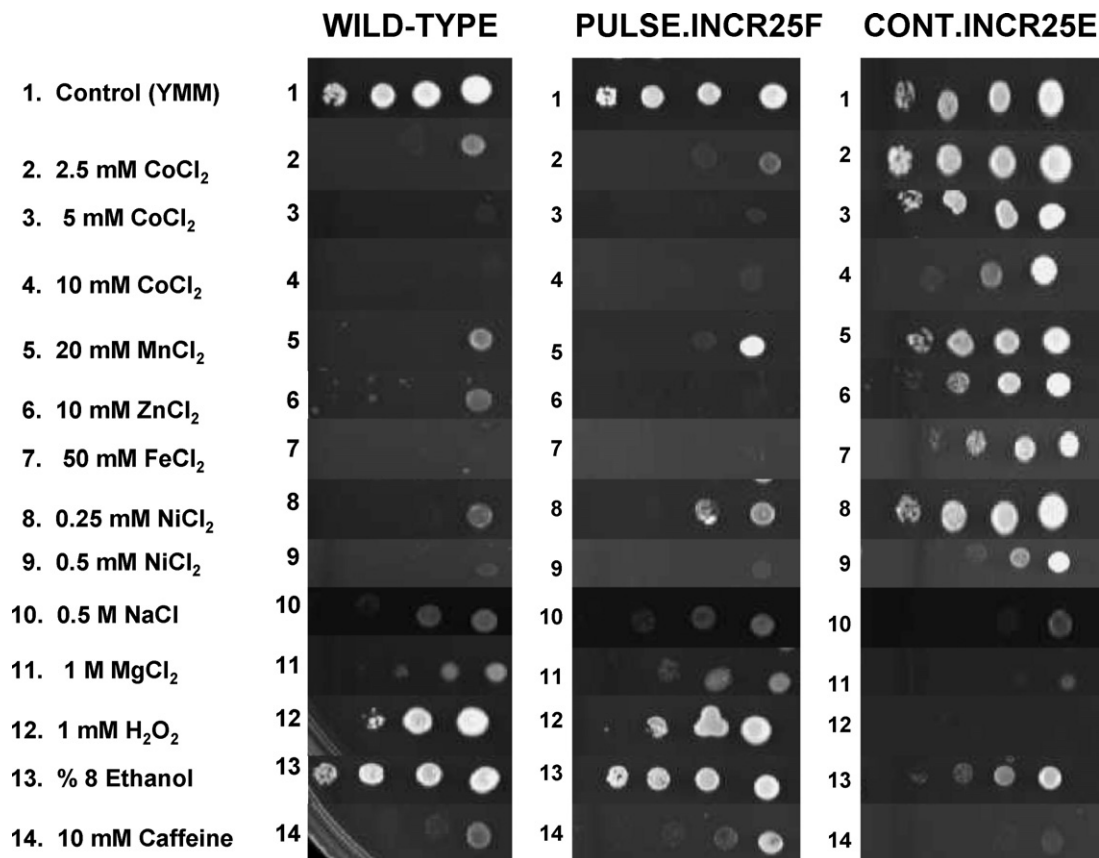 WILD-TYPE PULSE.INCR25F CONT.INCR25E
1. Control (YMM) 1 1 1
2. 2.5 mM CoCl₂ 2 2 2
3. 5 mM CoCl₂ 3 3 3
4. 10 mM CoCl₂ 4 4 4
5. 20 mM MnCl₂ 5 5 5
6. 10 mM ZnCl₂ 6 6 6
7. 50 mM FeCl₂ 7 7 7
8. 0.25 mM NiCl₂ 8 8 8
9. 0.5 mM NiCl₂ 9 9 9
10. 0.5 M NaCl 10 10 10
11. 1 M MgCl₂ 11 11 11
12. 1 mM H₂O₂ 12 12 12
13. % 8 Ethanol 13 13 13
14. 10 mM Caffeine 14 14 14